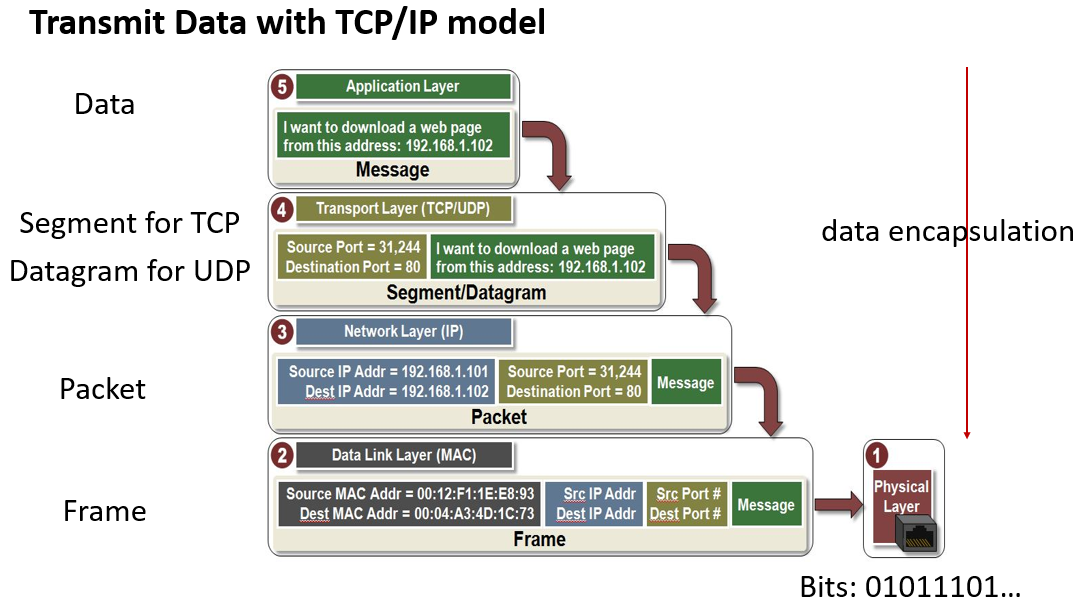 Transmit Data with TCP/IP model
Data
5
Application Layer
I want to download a web page
from this address: 192.168.1.102
Message
Segment for TCP
Datagram for UDP
4
Transport Layer (TCP/UDP)
Source Port = 31,244
Destination Port = 80
I want to download a web page
from this address: 192.168.1.102
Segment/Datagram
data encapsulation
Packet
3
Network Layer (IP)
Source IP Addr = 192.168.1.101
Dest IP Addr = 192.168.1.102
Source Port = 31,244
Destination Port = 80
Message
Packet
Frame
2
Data Link Layer (MAC)
Source MAC Addr = 00:12:F1:1E:E8:93
Dest MAC Addr = 00:04:A3:4D:1C:73
Src IP Addr
Dest IP Addr
Src Port #
Dest Port #
Message
Frame
1
Physical
Layer
Bits: 01011101...